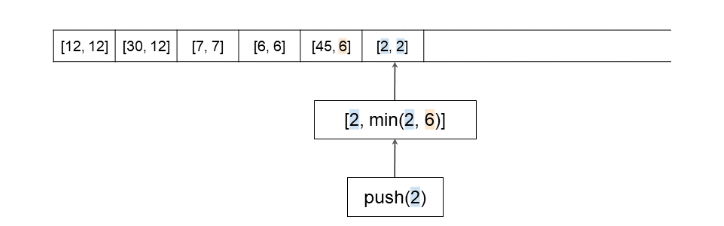 [12, 12] [30, 12] [7, 7] [6, 6] [45, 6] [2, 2]
[2, min(2, 6)]
push(2)